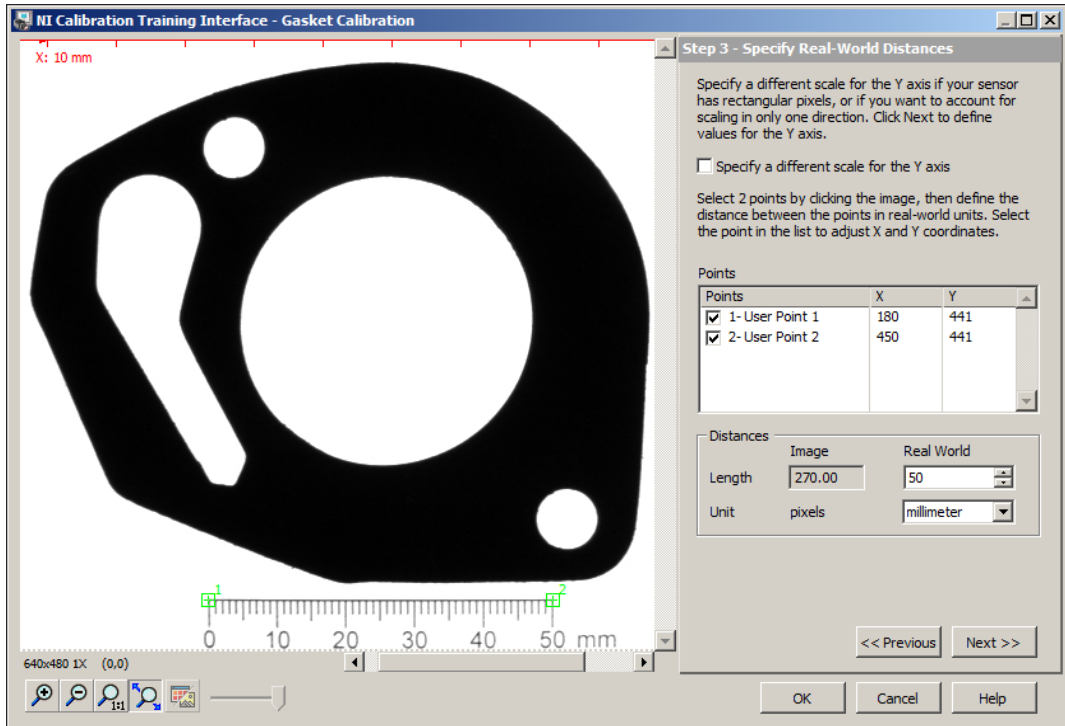 NI Calibration Training Interface - Gasket Calibration
X: 10 mm
1 2
0 10 20 30 40 50 mm
640x480 1X (0,0)
1:1
Step 3 - Specify Real-World Distances
Specify a different scale for the Y axis if your sensor
has rectangular pixels, or if you want to account for
scaling in only one direction. Click Next to define
values for the Y axis.
Specify a different scale for the Y axis
Select 2 points by clicking the image, then define the
distance between the points in real-world units. Select
the point in the list to adjust X and Y coordinates.
Points
Points X Y
1- User Point 1 180 441
2- User Point 2 450 441
Distances
Image Real World
Length 270.00 50
Unit pixels millimeter
<< Previous Next >>
OK Cancel Help